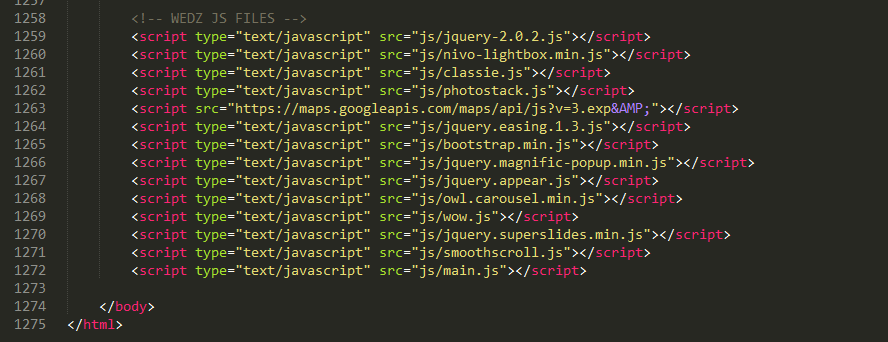 1257
1258 <!-- WEDZ JS FILES -->
1259 <script type="text/javascript" src="js/jquery-2.0.2.js"></script>
1260 <script type="text/javascript" src="js/nivo-lightbox.min.js"></script>
1261 <script type="text/javascript" src="js/classie.js"></script>
1262 <script type="text/javascript" src="js/photostack.js"></script>
1263 <script src="https://maps.googleapis.com/maps/api/js?v=3.exp&AMP;"></script>
1264 <script type="text/javascript" src="js/jquery.easing.1.3.js"></script>
1265 <script type="text/javascript" src="js/bootstrap.min.js"></script>
1266 <script type="text/javascript" src="js/jquery.magnific-popup.min.js"></script>
1267 <script type="text/javascript" src="js/jquery.appear.js"></script>
1268 <script type="text/javascript" src="js/owl.carousel.min.js"></script>
1269 <script type="text/javascript" src="js/wow.js"></script>
1270 <script type="text/javascript" src="js/jquery.superslides.min.js"></script>
1271 <script type="text/javascript" src="js/smoothscroll.js"></script>
1272 <script type="text/javascript" src="js/main.js"></script>
1273
1274 </body>
1275 </html>